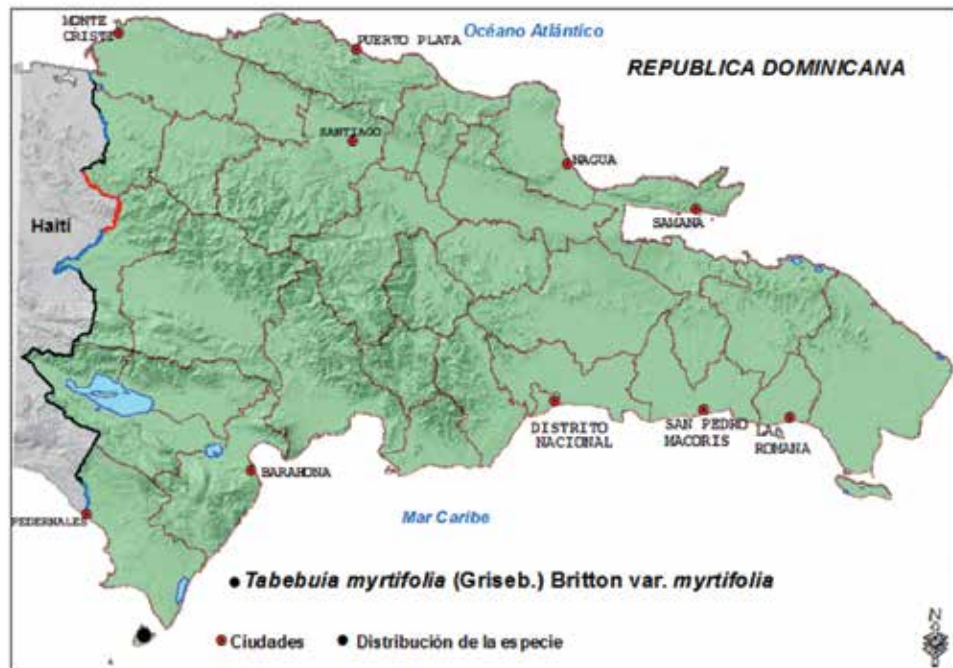 MONTE
CRISTE
PUERTO PLATA
Océano Atlántico
REPUBLICA DOMINICANA
SANTIAGO
NAGUA
SAMANA
Haití
DISTRITO
NACIONAL
SAN PEDRO
MACORIS
LA
ROMANA
BARAHONA
PEDERNALES
Mar Caribe
Tabebuia myrtifolia (Griseb.) Britton var. myrtifolia
Ciudades
Distribución de la especie
N